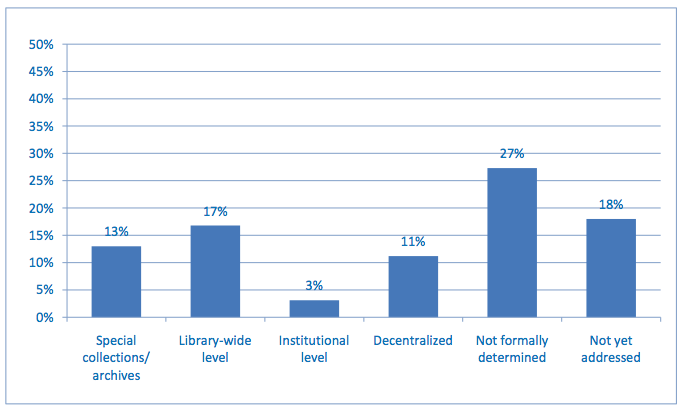 50%
45%
40%
35%
30%
25%
20%
15%
10%
5%
0%
13%
17%
3%
11%
27%
18%
Special
collections/
archives
Library-wide
level
Institutional
level
Decentralized
Not formally
determined
Not yet
addressed